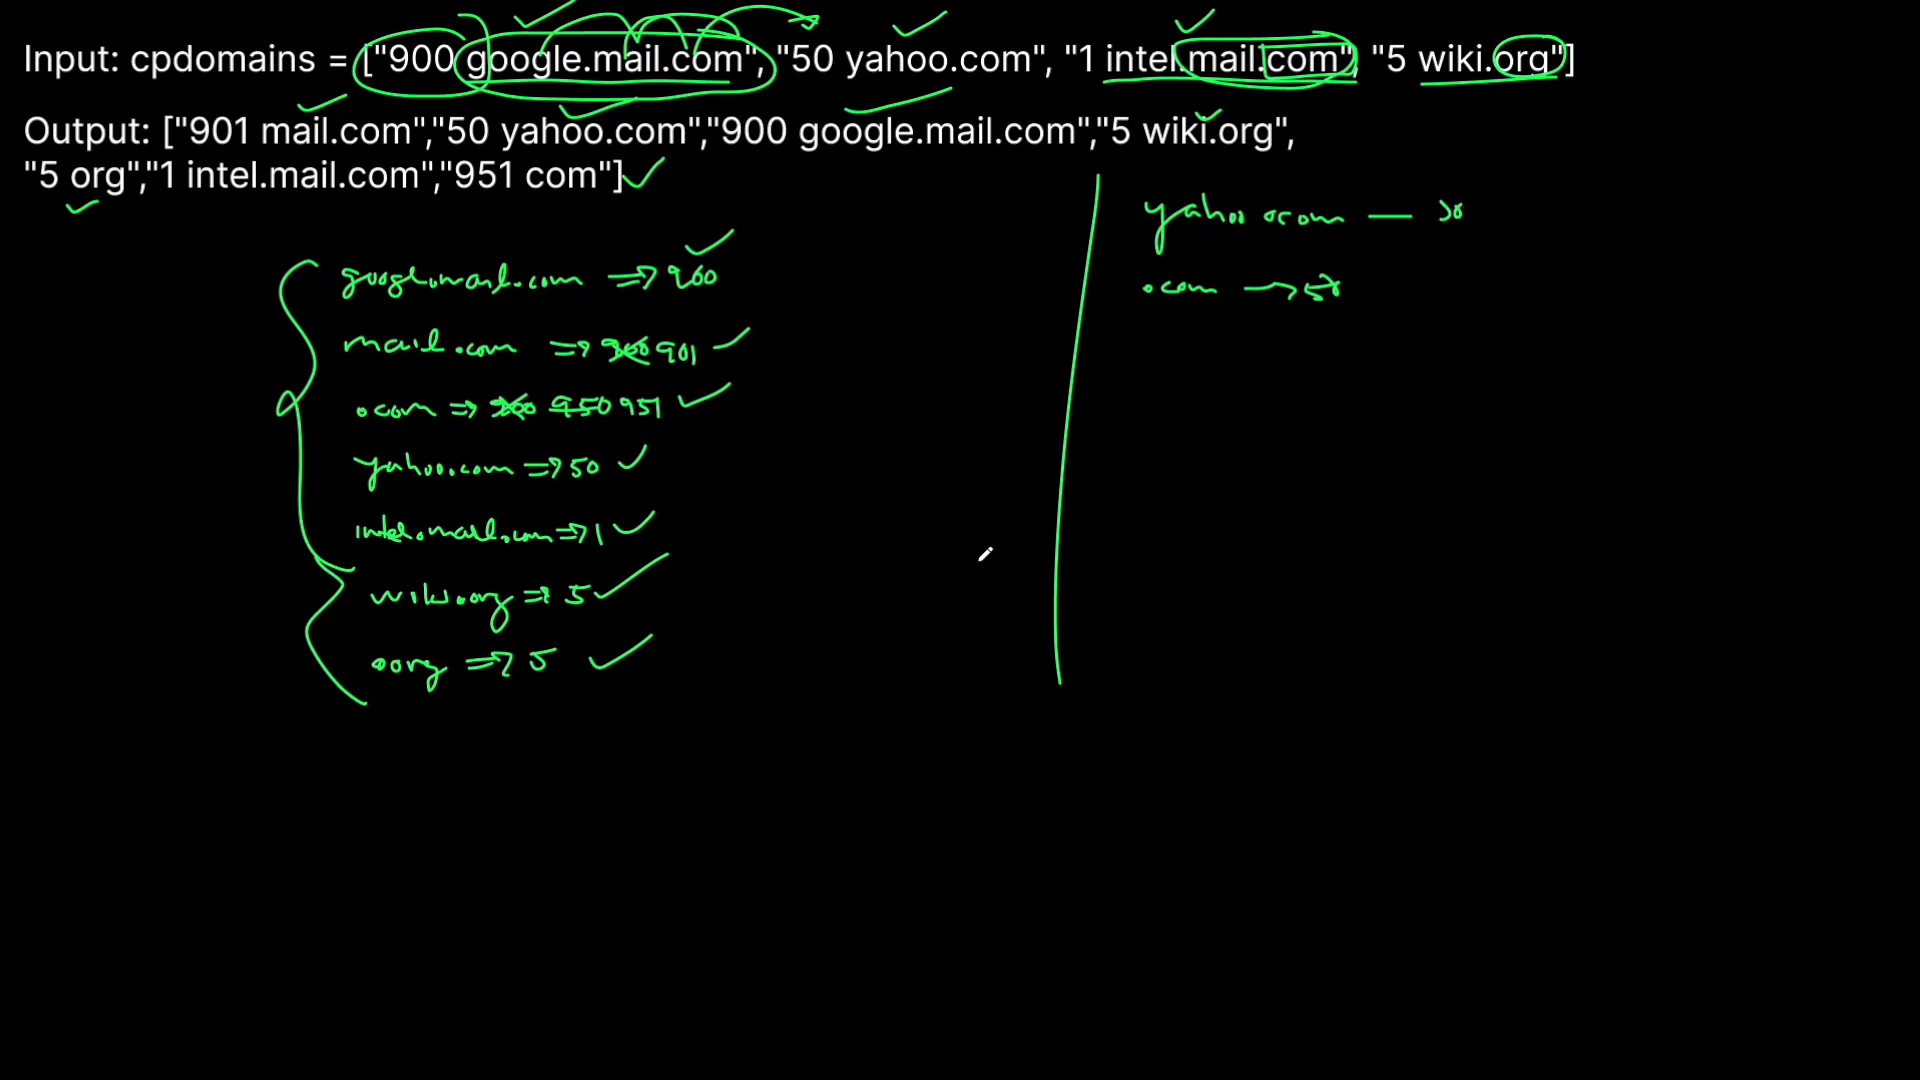 Input: cpdomains = ["900 google.mail.com", "50 yahoo.com", "1 intel.mail.com", "5 wiki.org"]
Output: ["901 mail.com","50 yahoo.com","900 google.mail.com","5 wiki.org",
"5 org","1 intel.mail.com","951 com"]
google.mail.com => 900
mail.com => 900 901
.com => 900 950 951
yahoo.com => 50
intel.mail.com => 1
wiki.org => 5
.org => 5
yahoo .com — 50
.com -> 50